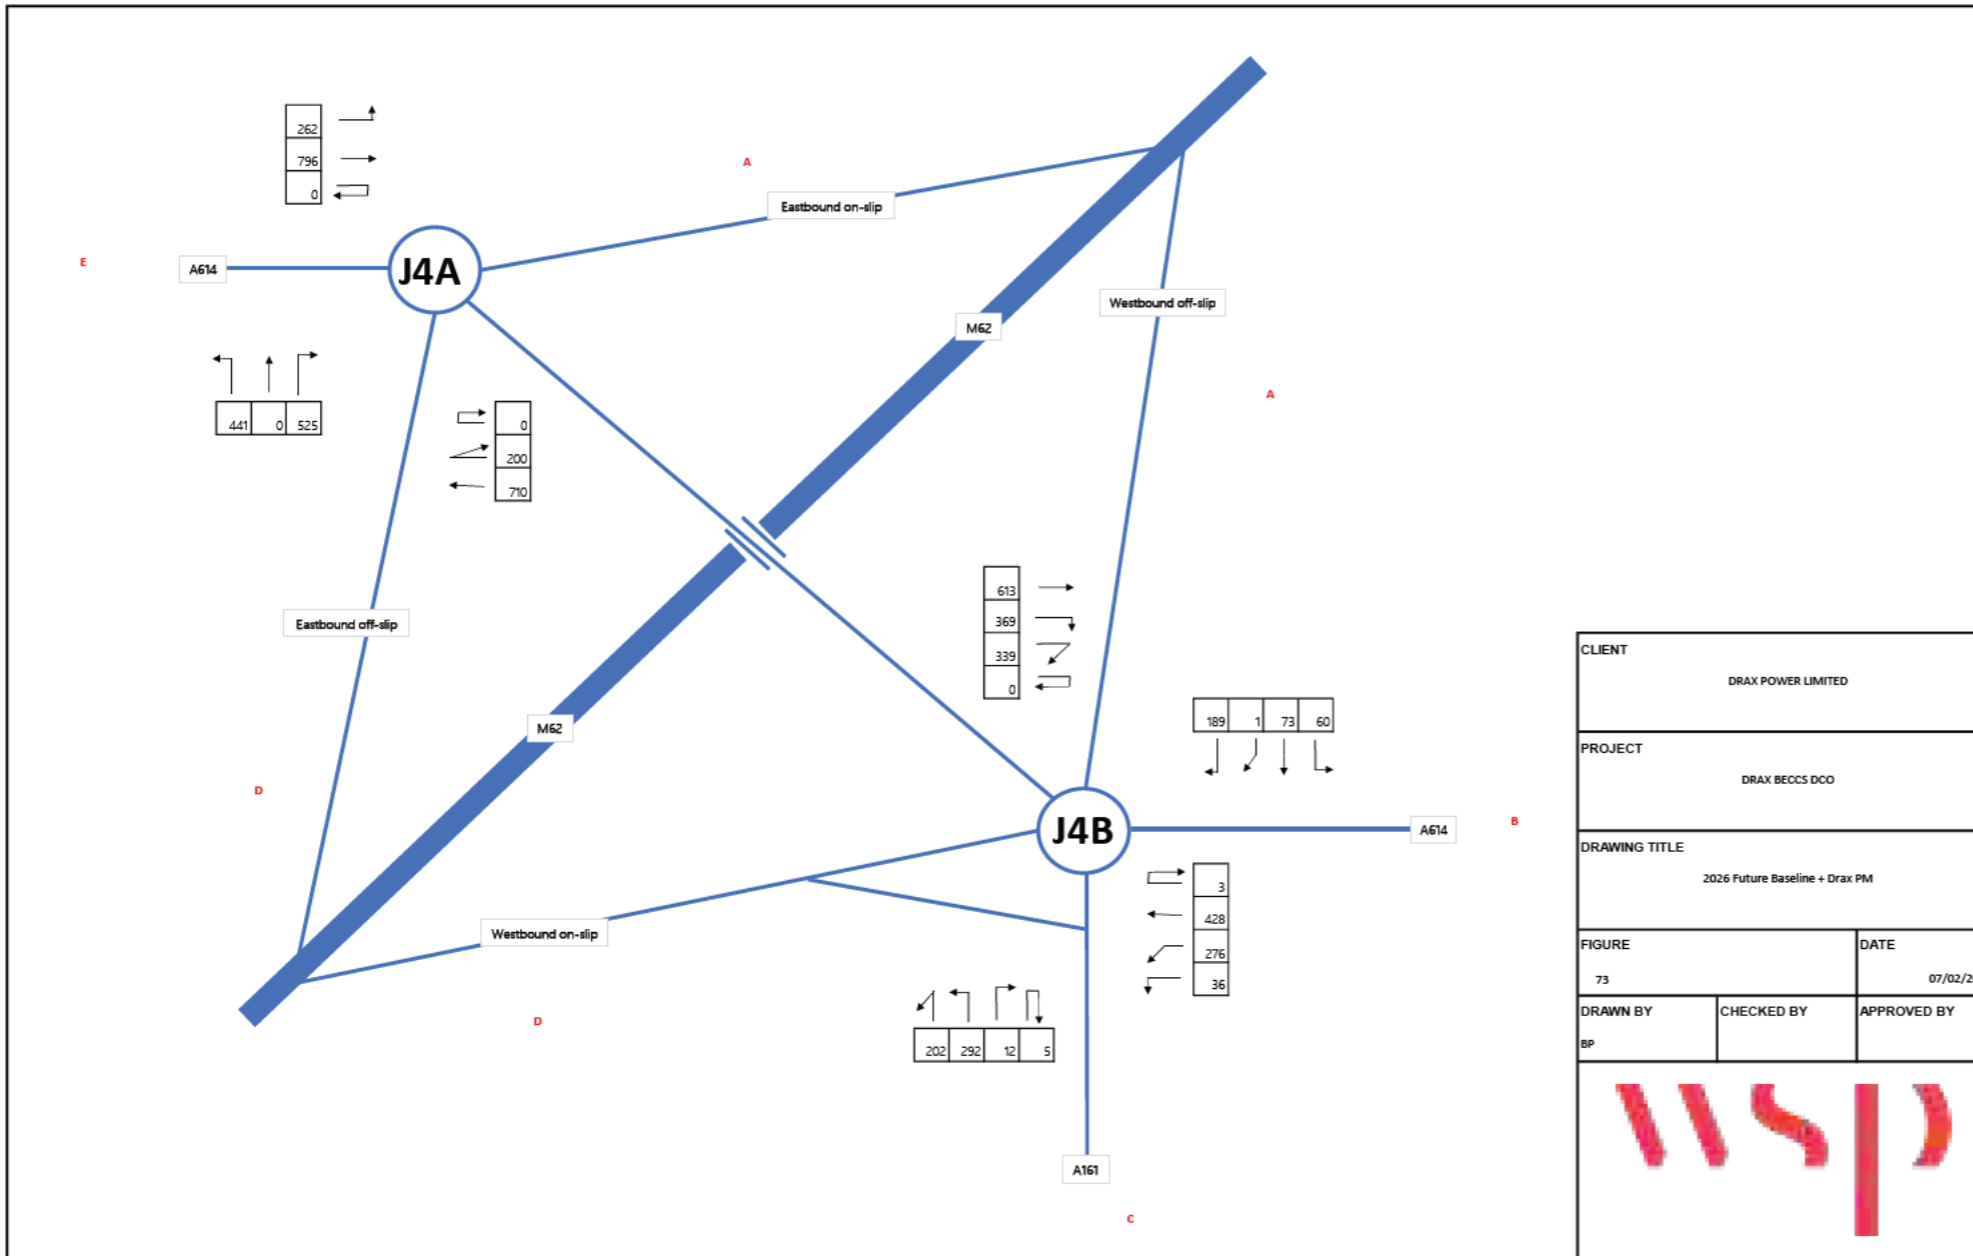 262
796
0
A
Eastbound on-slip
E
A614
J4A
Westbound off-slip
M62
A
441 0 525
0
200
710
613
369
339
0
Eastbound off-slip
M62
189 1 73 60
D
J4B
A614
B
3
428
276
36
Westbound on-slip
D
202 292 12 5
A161
C
CLIENT
DRAX POWER LIMITED
PROJECT
DRAX BECCS DCO
DRAWING TITLE
2026 Future Baseline + Drax PM
FIGURE
73
DATE
07/02/2
DRAWN BY
BP
CHECKED BY
APPROVED BY
wsp